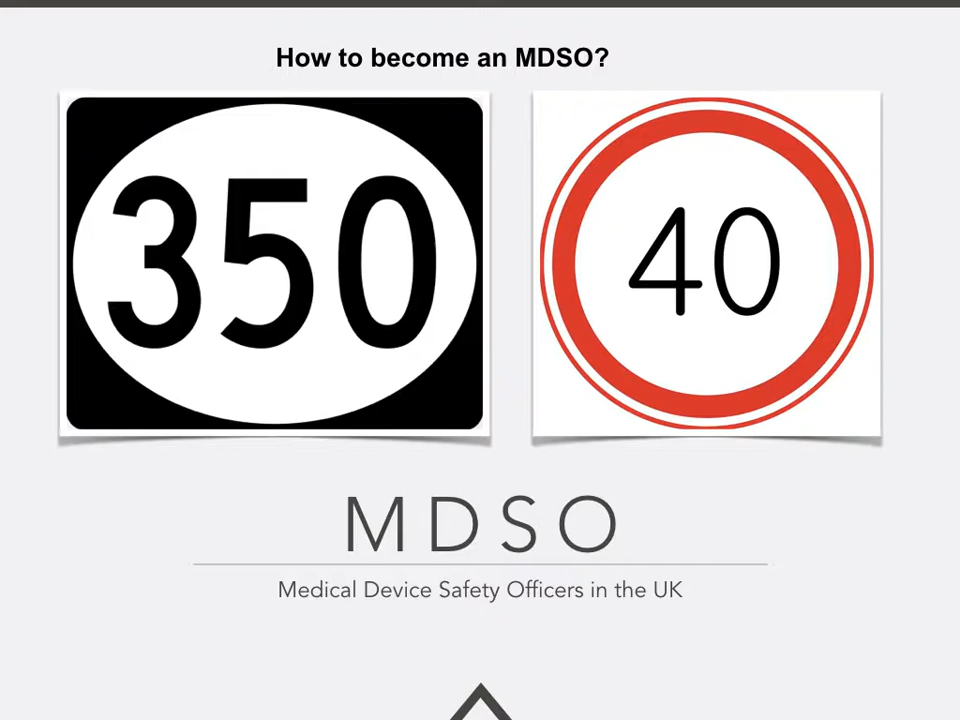 How to become an MDSO?
350
40
MDSO
Medical Device Safety Officers in the UK